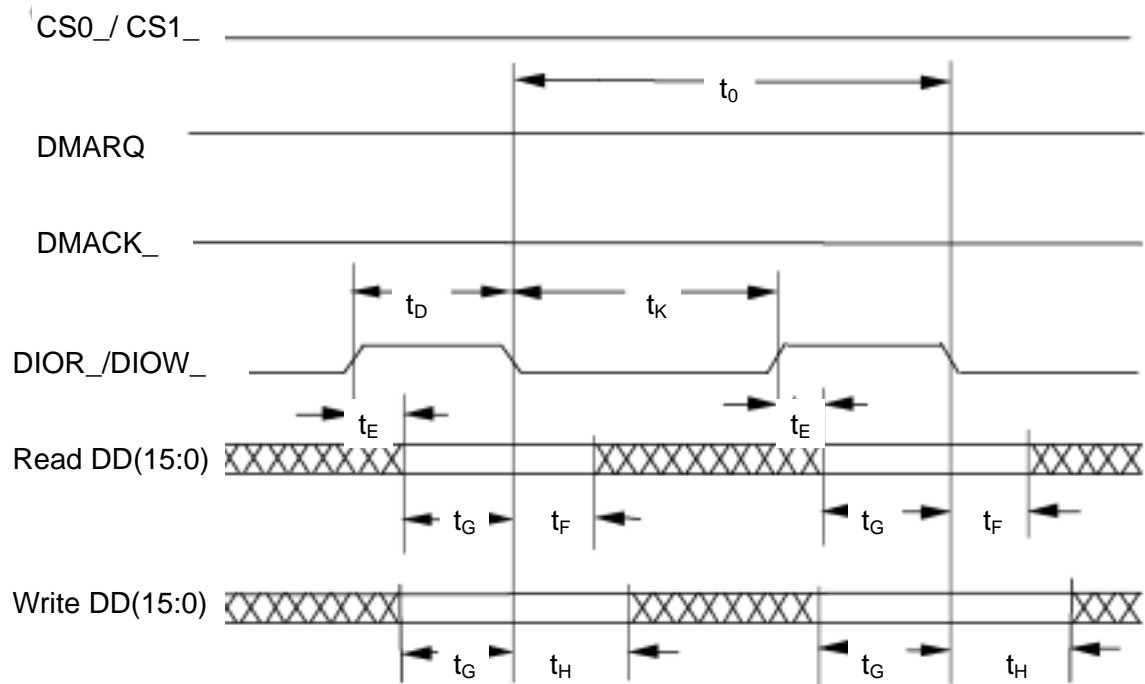 CS0_/ CS1_
t0
DMARQ
DMACK_
tD tK
DIOR_/DIOW_
tE tE
Read DD(15:0)
tG tF tG tF
Write DD(15:0)
tG tH tG tH